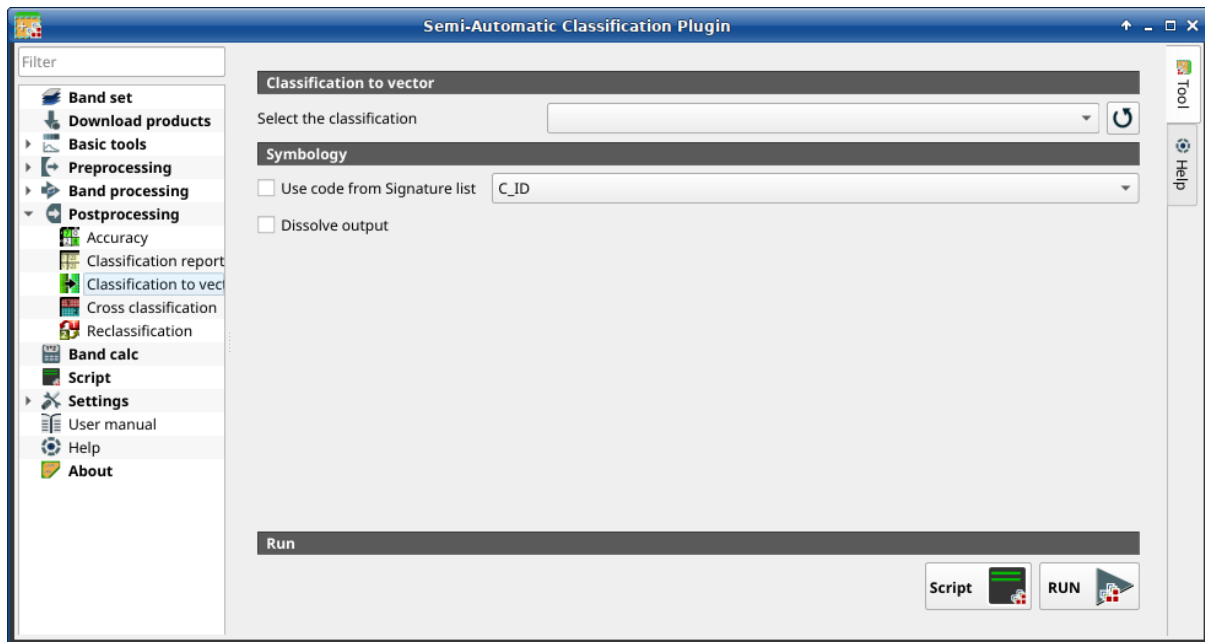 Semi-Automatic Classification Plugin
Filter
Band set
Download products
Basic tools
Preprocessing
Band processing
Postprocessing
Accuracy
Classification report
Classification to vect
Cross classification
Reclassification
Band calc
Script
Settings
User manual
Help
About
Classification to vector
Select the classification
Symbology
Use code from Signature list C_ID
Dissolve output
Run
Script RUN
Tool
Help